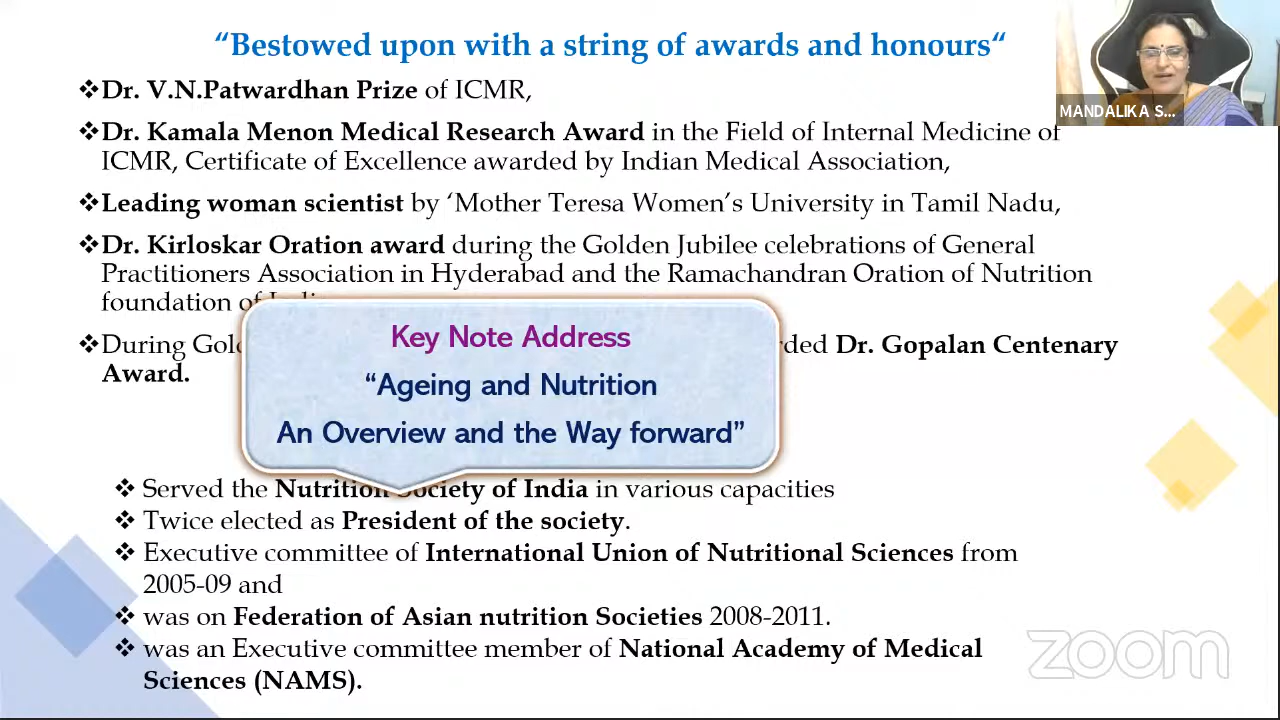 “Bestowed upon with a string of awards and honours“
❖Dr. V.N.Patwardhan Prize of ICMR,
❖Dr. Kamala Menon Medical Research Award in the Field of Internal Medicine of
ICMR, Certificate of Excellence awarded by Indian Medical Association,
❖Leading woman scientist by ‘Mother Teresa Women’s University in Tamil Nadu,
❖Dr. Kirloskar Oration award during the Golden Jubilee celebrations of General
Practitioners Association in Hyderabad and the Ramachandran Oration of Nutrition
foundation of
❖During Dr. Gopalan Centenary
Award.
Key Note Address
“Ageing and Nutrition
An Overview and the Way forward”
❖ Served the Nutrition Society of India in various capacities
❖ Twice elected as President of the society.
❖ Executive committee of International Union of Nutritional Sciences from
2005-09 and
❖ was on Federation of Asian nutrition Societies 2008-2011.
❖ was an Executive committee member of National Academy of Medical
Sciences (NAMS).
MANDALIKA S...
zoom